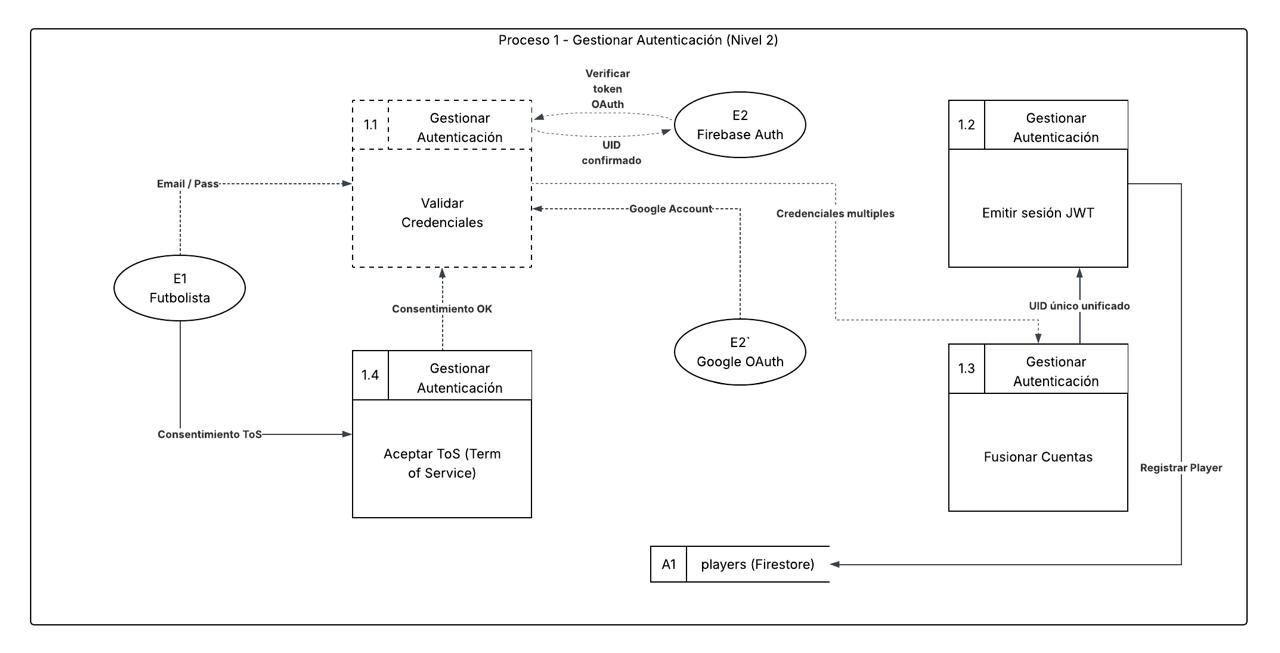 Proceso 1 - Gestionar Autenticación (Nivel 2)
Verificar
token
OAuth
1.1
Gestionar
Autenticación
E2
Firebase Auth
1.2
Gestionar
Autenticación
UID
confirmado
Email / Pass
Validar
Credenciales
Google Account
Credenciales multiples
Emitir sesión JWT
E1
Futbolista
Consentimiento OK
UID único unificado
E2`
Google OAuth
1.4
Gestionar
Autenticación
1.3
Gestionar
Autenticación
Consentimiento ToS
Aceptar ToS (Term
of Service)
Fusionar Cuentas
Registrar Player
A1
players (Firestore)